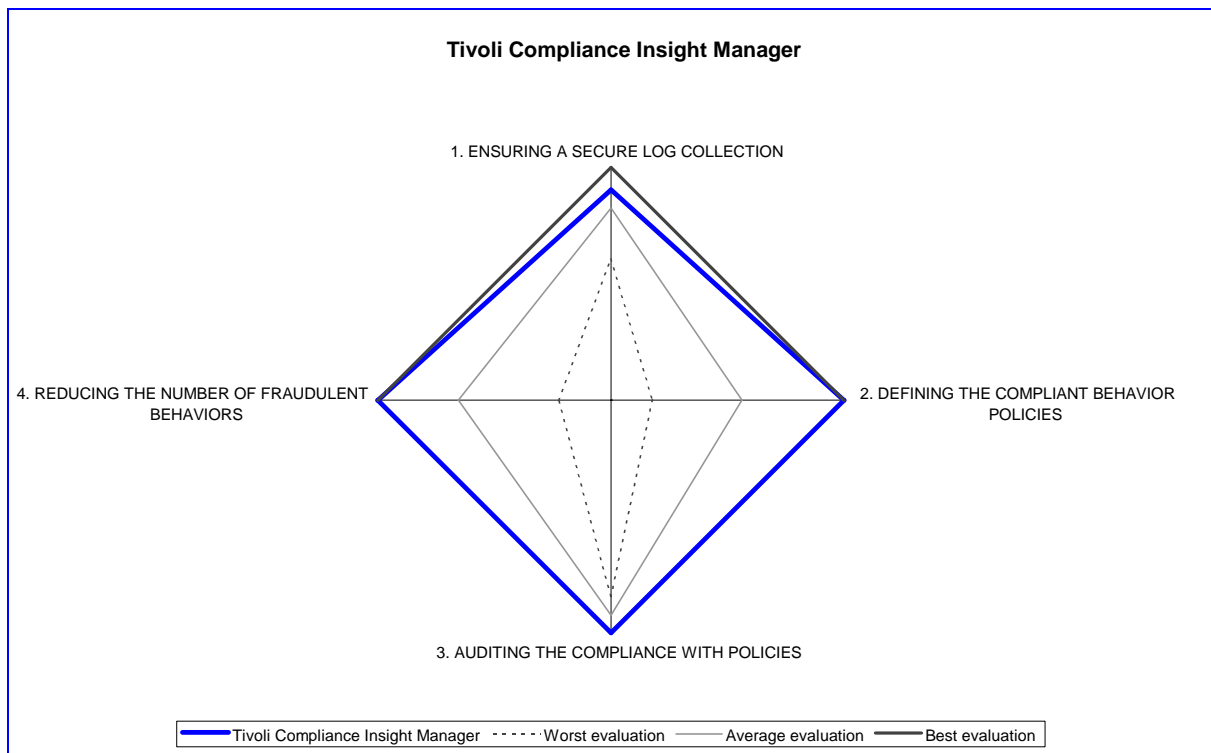 Tivoli Compliance Insight Manager
1. ENSURING A SECURE LOG COLLECTION
4. REDUCING THE NUMBER OF FRAUDULENT
BEHAVIORS
2. DEFINING THE COMPLIANT BEHAVIOR
POLICIES
3. AUDITING THE COMPLIANCE WITH POLICIES
Tivoli Compliance Insight Manager
Worst evaluation
Average evaluation
Best evaluation